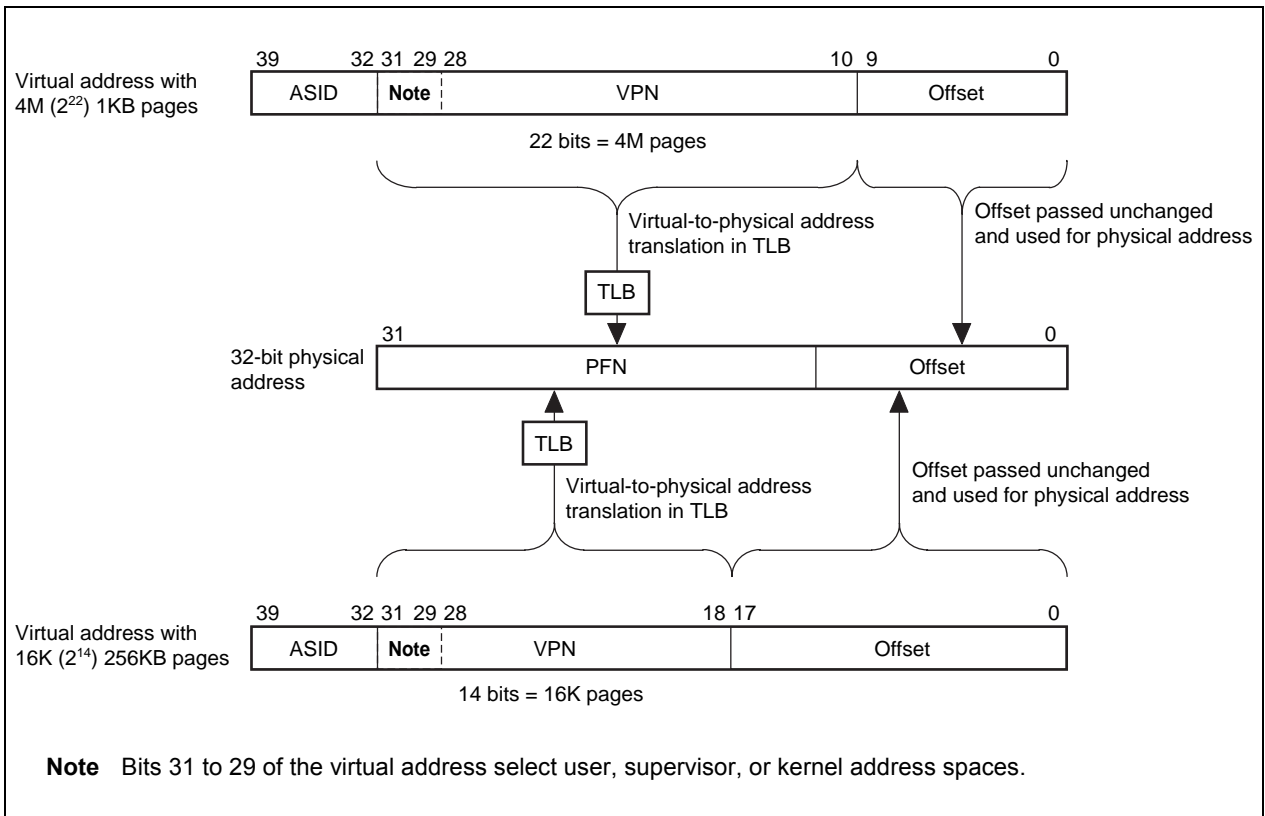 39 32 31 29 28 10 9 0
Virtual address with
4M (2²²) 1KB pages
ASID Note VPN Offset
22 bits = 4M pages
Virtual-to-physical address
translation in TLB
Offset passed unchanged
and used for physical address
TLB
31 0
32-bit physical
address
PFN Offset
TLB
Virtual-to-physical address
translation in TLB
Offset passed unchanged
and used for physical address
39 32 31 29 28 18 17 0
Virtual address with
16K (2¹⁴) 256KB pages
ASID Note VPN Offset
14 bits = 16K pages
Note Bits 31 to 29 of the virtual address select user, supervisor, or kernel address spaces.